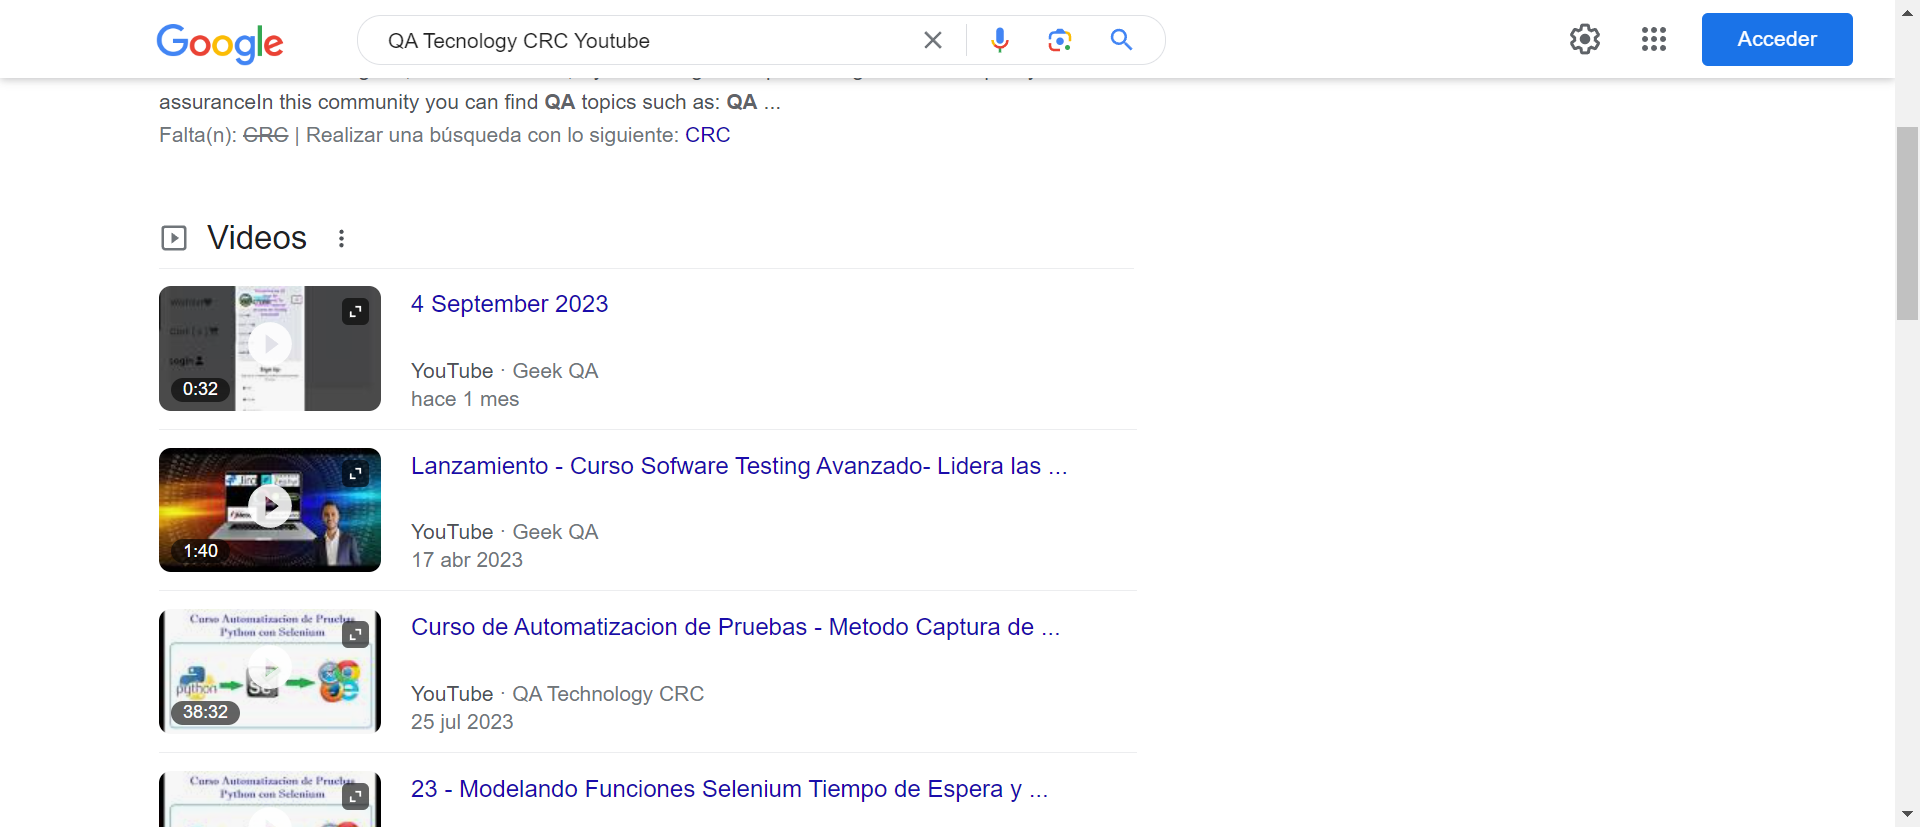 Google
QA Tecnology CRC Youtube
Acceder
assuranceIn this community you can find QA topics such as: QA ...
Falta(n): CRC | Realizar una búsqueda con lo siguiente: CRC
Videos
Sign Up
0:32
4 September 2023
YouTube · Geek QA
hace 1 mes
1:40
Lanzamiento - Curso Sofware Testing Avanzado- Lidera las ...
YouTube · Geek QA
17 abr 2023
Curso Automatizacion de Pruebas
Python con Selenium
python
38:32
Curso de Automatizacion de Pruebas - Metodo Captura de ...
YouTube · QA Technology CRC
25 jul 2023
Curso Automatizacion de Pruebas
Python con Selenium
23 - Modelando Funciones Selenium Tiempo de Espera y ...